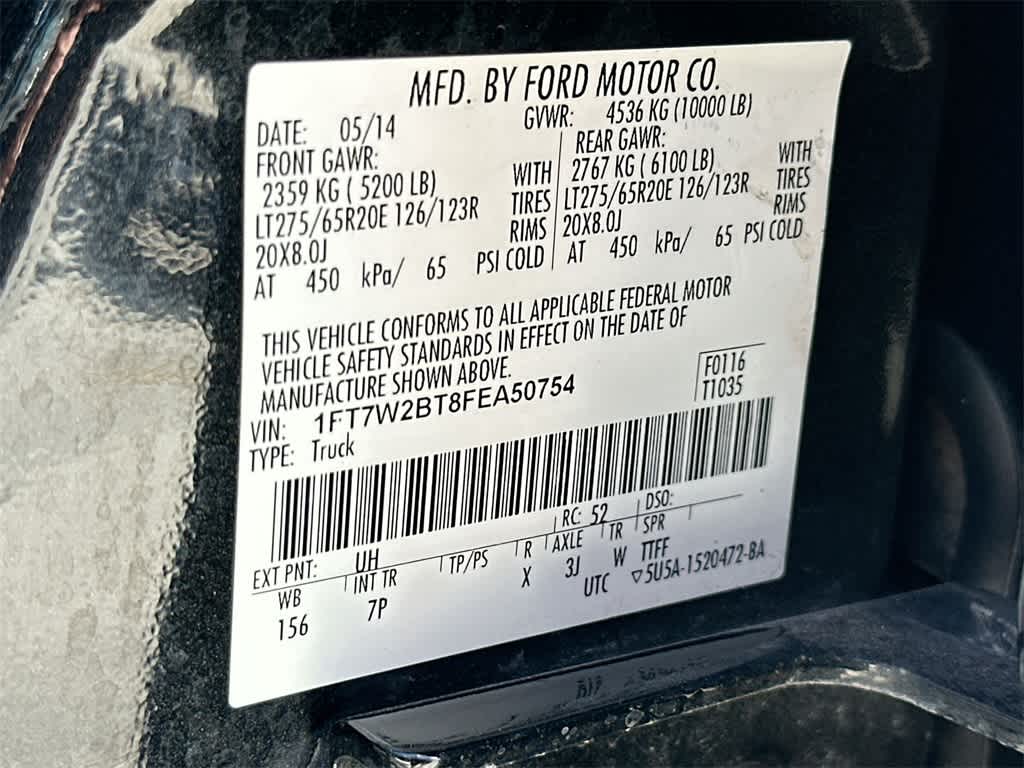 MFD. BY FORD MOTOR CO.
DATE: 05/14 GVWR: 4536 KG (10000 LB)
FRONT GAWR: REAR GAWR:
2359 KG ( 5200 LB) WITH 2767 KG ( 6100 LB) WITH
LT275/65R20E 126/123R TIRES LT275/65R20E 126/123R TIRES
20X8.0J RIMS 20X8.0J RIMS
AT 450 kPa/ 65 PSI COLD AT 450 kPa/ 65 PSI COLD
THIS VEHICLE CONFORMS TO ALL APPLICABLE FEDERAL MOTOR
VEHICLE SAFETY STANDARDS IN EFFECT ON THE DATE OF
MANUFACTURE SHOWN ABOVE.
F0116
VIN: 1FT7W2BT8FEA50754 T1035
TYPE: Truck
EXT PNT: UH RC: 52 DSO:
WB INT TR TP/PS R AXLE TR SPR
156 7P X 3J W TTFF
UTC ▽5U5A-1520472-BA